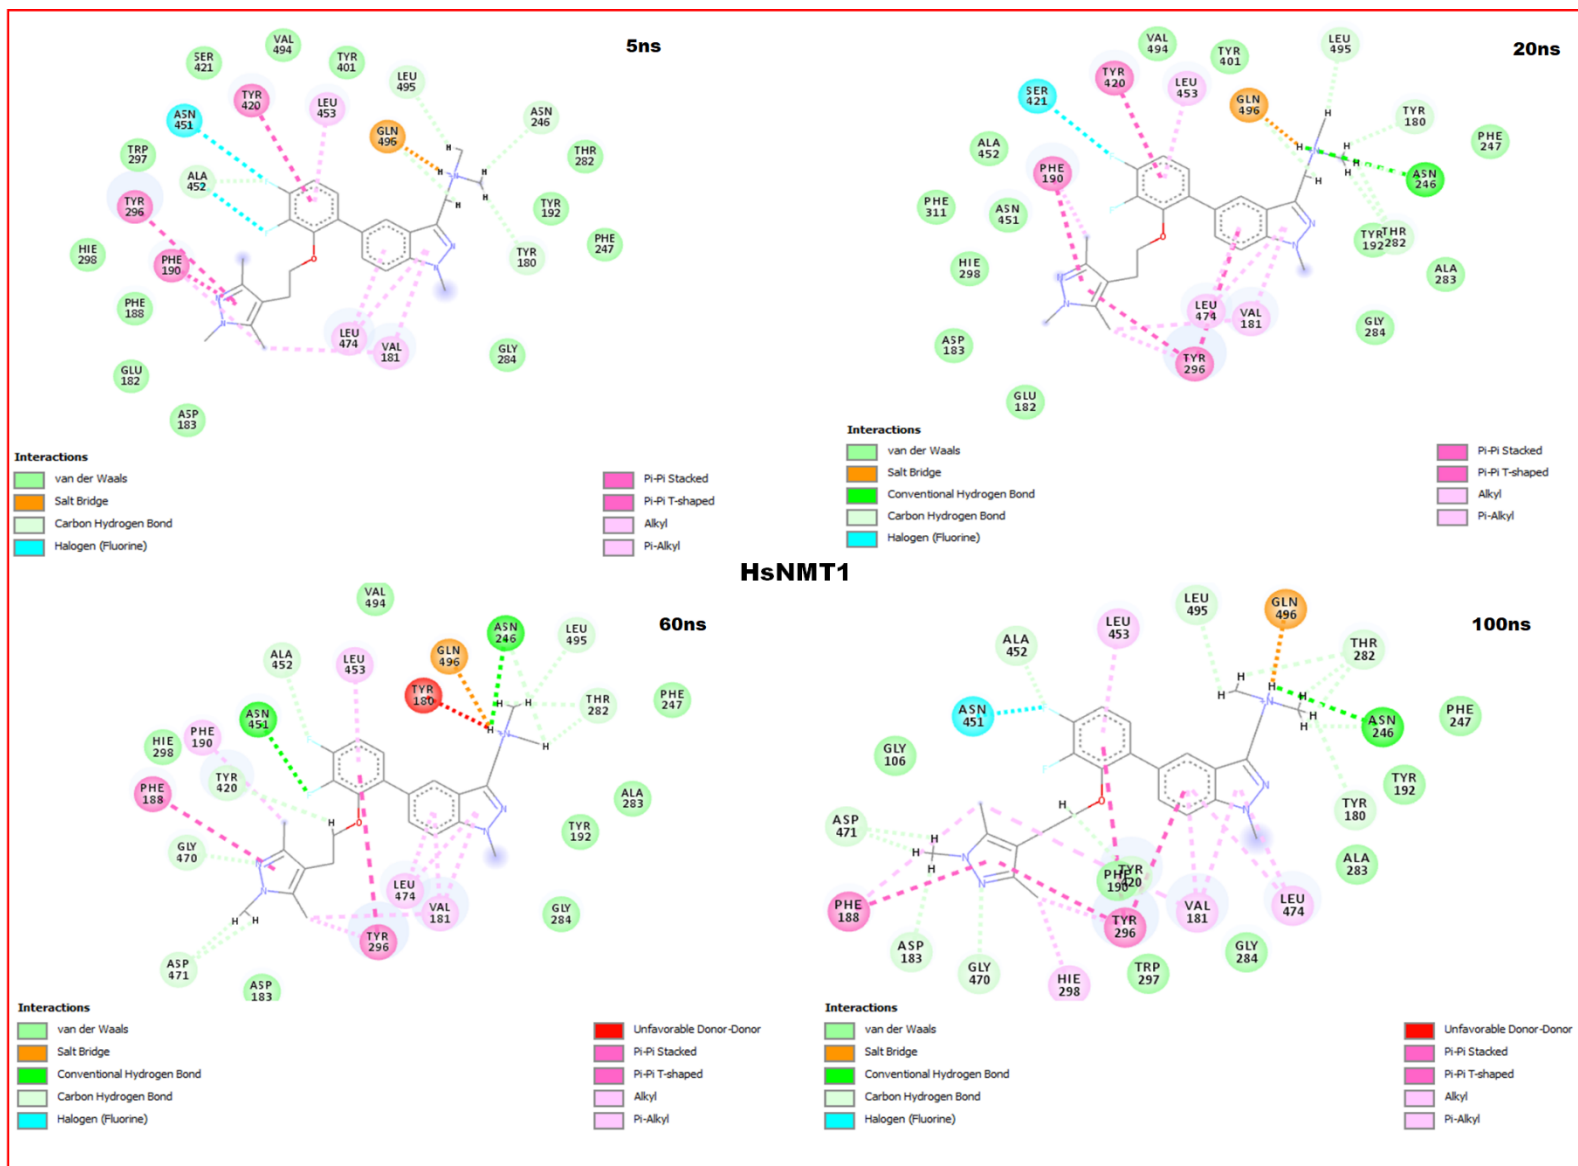 5ns
VAL
494
SER
421
TYR
401
TYR
420
LEU
453
LEU
495
ASN
451
GLN
496
ASN
246
TRP
297
THR
282
ALA
452
TYR
296
TYR
192
HIE
298
PHE
190
TYR
180
PHE
247
PHE
188
LEU
474
VAL
181
GLY
284
GLU
182
ASP
183
H
H
H
H
H
N+
N
N
N
N
O
Interactions
van der Waals
Salt Bridge
Carbon Hydrogen Bond
Halogen (Fluorine)
Pi-Pi Stacked
Pi-Pi T-shaped
Alkyl
Pi-Alkyl
20ns
VAL
494
TYR
401
LEU
495
TYR
420
LEU
453
SER
421
GLN
496
TYR
180
PHE
247
ALA
452
PHE
190
ASN
246
PHE
311
ASN
451
TYR
192
THR
282
HIE
298
ALA
283
LEU
474
VAL
181
GLY
284
ASP
183
TYR
296
GLU
182
H
H
H
H
H
N+
N
N
N
N
O
Interactions
van der Waals
Salt Bridge
Conventional Hydrogen Bond
Carbon Hydrogen Bond
Halogen (Fluorine)
Pi-Pi Stacked
Pi-Pi T-shaped
Alkyl
Pi-Alkyl
HsNMT1
60ns
VAL
494
ASN
246
LEU
495
ALA
452
LEU
453
GLN
496
TYR
180
THR
282
PHE
247
ASN
451
PHE
190
HIE
298
TYR
420
PHE
188
ALA
283
TYR
192
GLY
470
LEU
474
VAL
181
GLY
284
TYR
296
ASP
471
ASP
183
H
H
H
H
H
H
N+
N
N
N
N
O
Interactions
van der Waals
Salt Bridge
Conventional Hydrogen Bond
Carbon Hydrogen Bond
Halogen (Fluorine)
Unfavorable Donor-Donor
Pi-Pi Stacked
Pi-Pi T-shaped
Alkyl
Pi-Alkyl
100ns
LEU
495
GLN
496
LEU
453
ALA
452
THR
282
ASN
451
ASN
246
PHE
247
GLY
106
TYR
192
ASP
471
TYR
180
ALA
283
PHE
190
TYR
420
PHE
188
TYR
296
VAL
181
LEU
474
ASP
183
GLY
470
HIE
298
TRP
297
GLY
284
H
H
H
H
H
H
H
N+
N
N
N
N
O
Interactions
van der Waals
Salt Bridge
Conventional Hydrogen Bond
Carbon Hydrogen Bond
Halogen (Fluorine)
Unfavorable Donor-Donor
Pi-Pi Stacked
Pi-Pi T-shaped
Alkyl
Pi-Alkyl